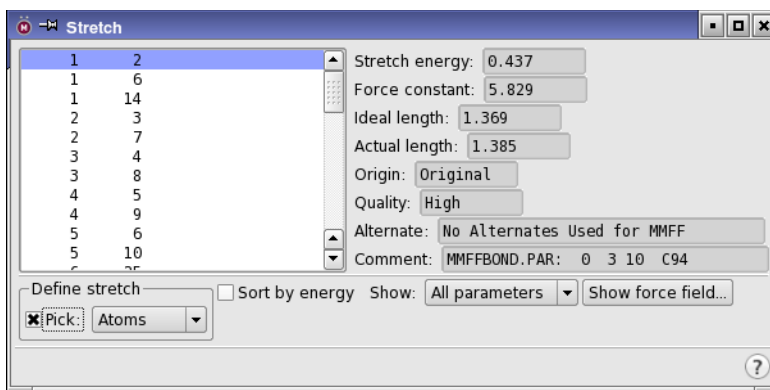 Stretch
1 2
1 6
1 14
2 3
2 7
3 4
3 8
4 5
4 9
5 6
5 10
Stretch energy: 0.437
Force constant: 5.829
Ideal length: 1.369
Actual length: 1.385
Origin: Original
Quality: High
Alternate: No Alternates Used for MMFF
Comment: MMFFBOND.PAR: 0 3 10 C94
Define stretch
Pick: Atoms
Sort by energy Show: All parameters Show force field...
?